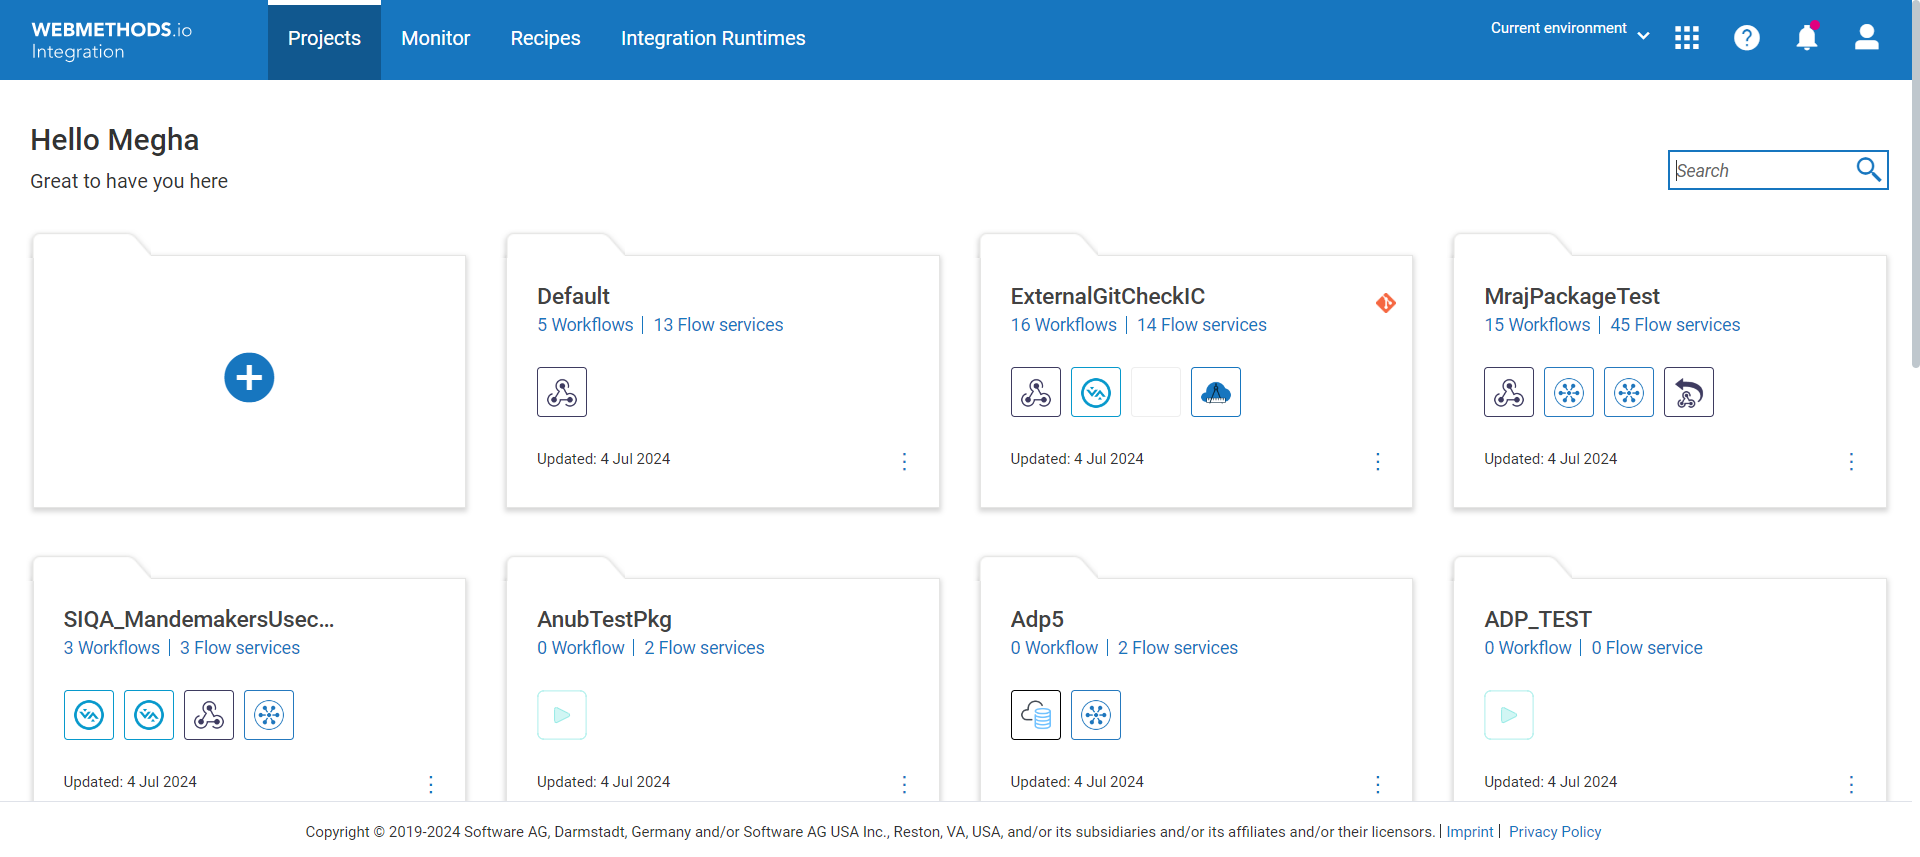 WEBMETHODS.io
Integration
Projects
Monitor
Recipes
Integration Runtimes
Current environment
Hello Megha
Great to have you here
Search
Default
5 Workflows | 13 Flow services
Updated: 4 Jul 2024
ExternalGitCheckIC
16 Workflows | 14 Flow services
Updated: 4 Jul 2024
MrajPackageTest
15 Workflows | 45 Flow services
Updated: 4 Jul 2024
SIQA_MandemakersUsec...
3 Workflows | 3 Flow services
Updated: 4 Jul 2024
AnubTestPkg
0 Workflow | 2 Flow services
Updated: 4 Jul 2024
Adp5
0 Workflow | 2 Flow services
Updated: 4 Jul 2024
ADP_TEST
0 Workflow | 0 Flow service
Updated: 4 Jul 2024
Copyright © 2019-2024 Software AG, Darmstadt, Germany and/or Software AG USA Inc., Reston, VA, USA, and/or its subsidiaries and/or its affiliates and/or their licensors. | Imprint | Privacy Policy